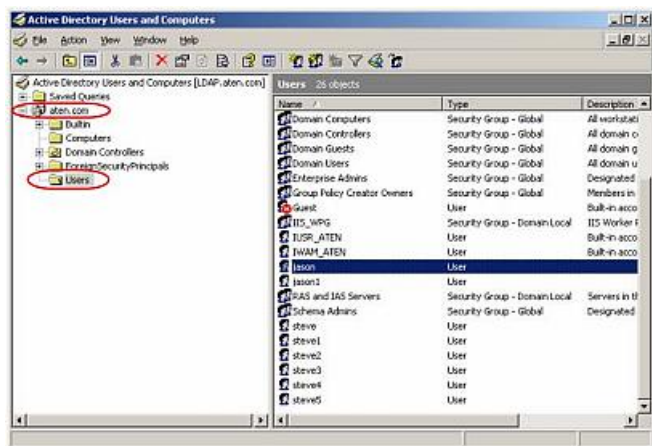 Active Directory Users and Computers
File Action View Window Help
Active Directory Users and Computers [LDAP.aten.com]
Saved Queries
aten.com
Builtin
Computers
Domain Controllers
ForeignSecurityPrincipals
Users
Users 26 objects
Name Type Description
Domain Computers Security Group - Global All workstati
Domain Controllers Security Group - Global All domain c
Domain Guests Security Group - Global All domain g
Domain Users Security Group - Global All domain u
Enterprise Admins Security Group - Global Designated
Group Policy Creator Owners Security Group - Global Members in
Guest User Built-in acco
IIS_WPG Security Group - Domain Local IIS Worker P
IUSR_ATEN User Built-in acco
IWAM_ATEN User Built-in acco
jason User
jason1 User
RAS and IAS Servers Security Group - Domain Local Servers in th
Schema Admins Security Group - Global Designated
steve User
steve1 User
steve2 User
steve3 User
steve4 User
steve5 User